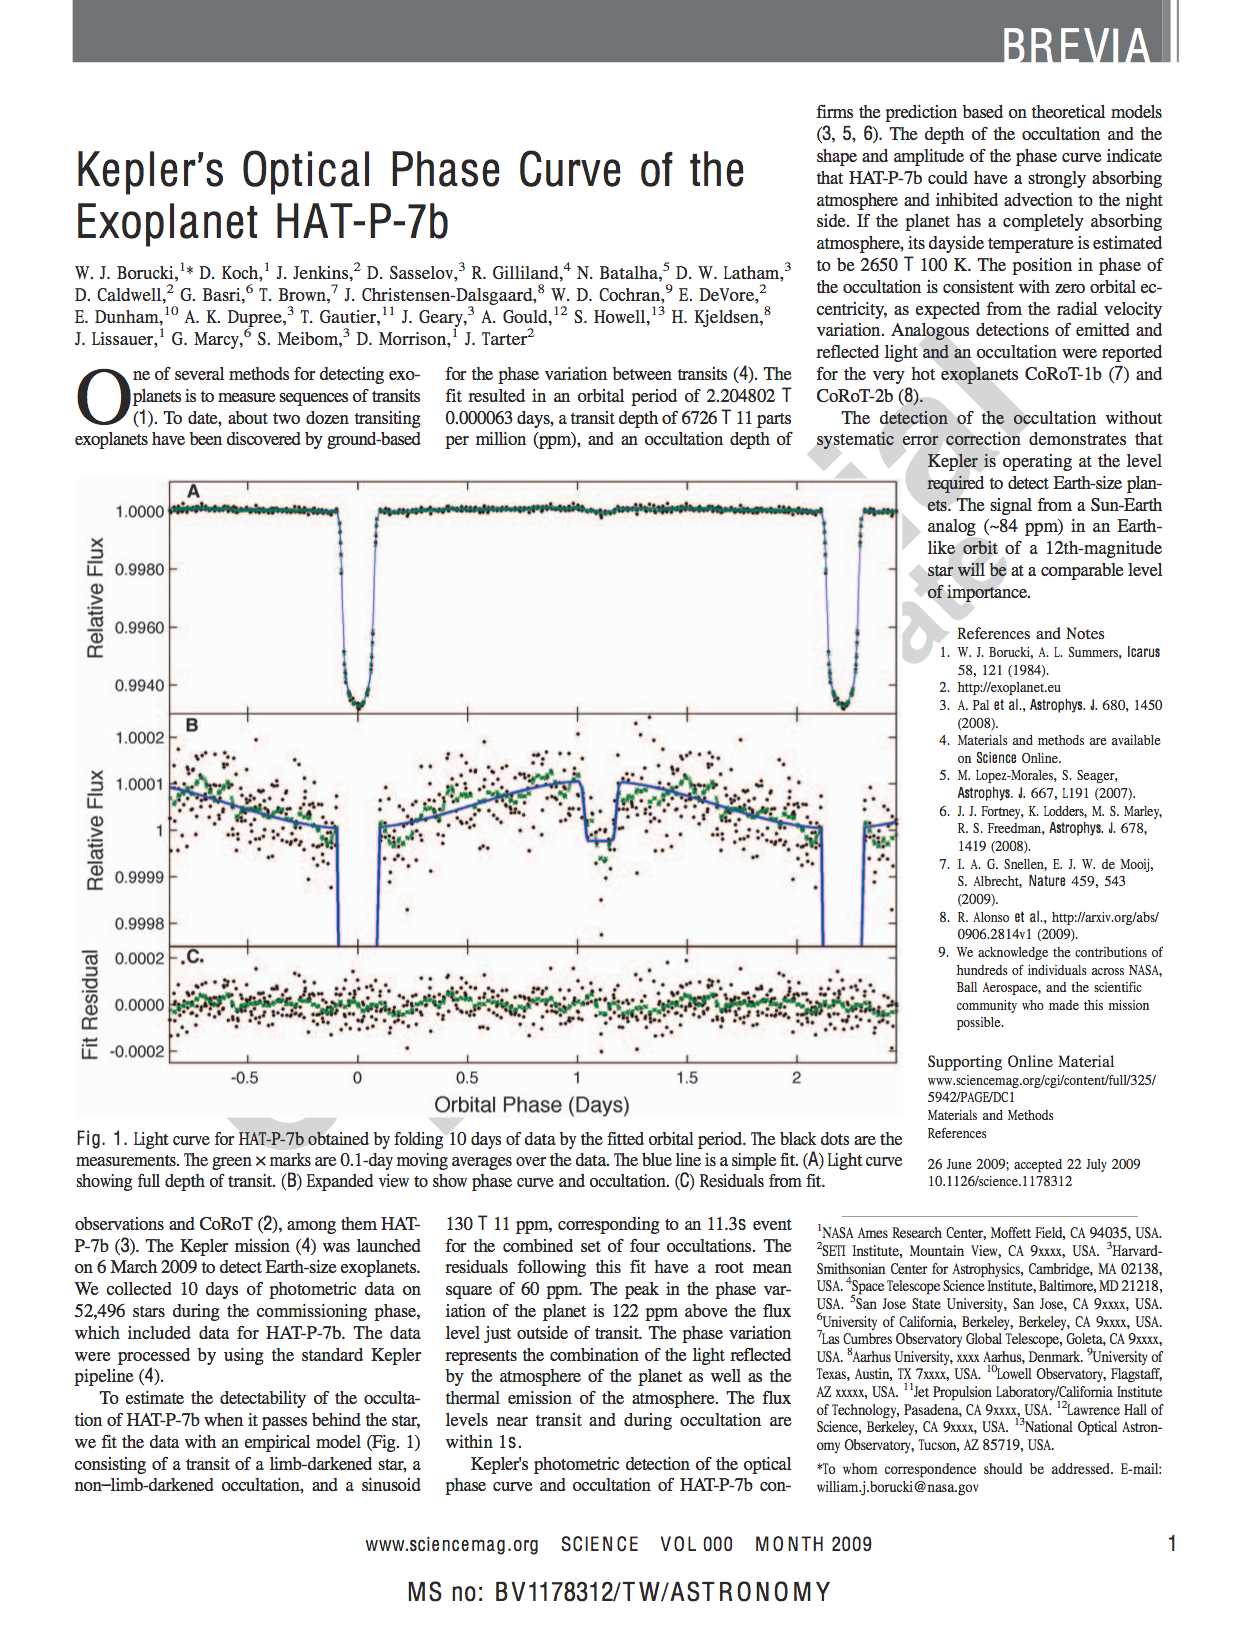 BREVIA
Kepler's Optical Phase Curve of the
Exoplanet HAT-P-7b
W. J. Borucki,1* D. Koch,1 J. Jenkins,2 D. Sasselov,3 R. Gilliland,4 N. Batalha,5 D. W. Latham,3
D. Caldwell,2 G. Basri,6 T. Brown,7 J. Christensen-Dalsgaard,8 W. D. Cochran,9 E. DeVore,2
E. Dunham,10 A. K. Dupree,3 T. Gautier,11 J. Geary,3 A. Gould,12 S. Howell,13 H. Kjeldsen,8
J. Lissauer,1 G. Marcy,6 S. Meibom,3 D. Morrison,1 J. Tarter2
One of several methods for detecting exo-
planets is to measure sequences of transits
(1). To date, about two dozen transiting
exoplanets have been discovered by ground-based
A
1.0000
0.9980
0.9960
0.9940
Relative Flux
B
1.0002
1.0001
1
0.9999
0.9998
Relative Flux
.C.
0.0002
0.0000
-0.0002
Fit Residual
-0.5 0 0.5 1 1.5 2
Orbital Phase (Days)
Fig. 1. Light curve for HAT-P-7b obtained by folding 10 days of data by the fitted orbital period. The black dots are the
measurements. The green × marks are 0.1-day moving averages over the data. The blue line is a simple fit. (A) Light curve
showing full depth of transit. (B) Expanded view to show phase curve and occultation. (C) Residuals from fit.
observations and CoRoT (2), among them HAT-
P-7b (3). The Kepler mission (4) was launched
on 6 March 2009 to detect Earth-size exoplanets.
We collected 10 days of photometric data on
52,496 stars during the commissioning phase,
which included data for HAT-P-7b. The data
were processed by using the standard Kepler
pipeline (4).
To estimate the detectability of the occulta-
tion of HAT-P-7b when it passes behind the star,
we fit the data with an empirical model (Fig. 1)
consisting of a transit of a limb-darkened star, a
non–limb-darkened occultation, and a sinusoid
for the phase variation between transits (4). The
fit resulted in an orbital period of 2.204802 T
0.000063 days, a transit depth of 6726 T 11 parts
per million (ppm), and an occultation depth of
130 T 11 ppm, corresponding to an 11.3s event
for the combined set of four occultations. The
residuals following this fit have a root mean
square of 60 ppm. The peak in the phase var-
iation of the planet is 122 ppm above the flux
level just outside of transit. The phase variation
represents the combination of the light reflected
by the atmosphere of the planet as well as the
thermal emission of the atmosphere. The flux
levels near transit and during occultation are
within 1s.
Kepler's photometric detection of the optical
phase curve and occultation of HAT-P-7b con-
firms the prediction based on theoretical models
(3, 5, 6). The depth of the occultation and the
shape and amplitude of the phase curve indicate
that HAT-P-7b could have a strongly absorbing
atmosphere and inhibited advection to the night
side. If the planet has a completely absorbing
atmosphere, its dayside temperature is estimated
to be 2650 T 100 K. The position in phase of
the occultation is consistent with zero orbital ec-
centricity, as expected from the radial velocity
variation. Analogous detections of emitted and
reflected light and an occultation were reported
for the very hot exoplanets CoRoT-1b (7) and
CoRoT-2b (8).
The detection of the occultation without
systematic error correction demonstrates that
Kepler is operating at the level
required to detect Earth-size plan-
ets. The signal from a Sun-Earth
analog (~84 ppm) in an Earth-
like orbit of a 12th-magnitude
star will be at a comparable level
of importance.
References and Notes
1. W. J. Borucki, A. L. Summers, Icarus
58, 121 (1984).
2. http://exoplanet.eu
3. A. Pal et al., Astrophys. J. 680, 1450
(2008).
4. Materials and methods are available
on Science Online.
5. M. Lopez-Morales, S. Seager,
Astrophys. J. 667, L191 (2007).
6. J. J. Fortney, K. Lodders, M. S. Marley,
R. S. Freedman, Astrophys. J. 678,
1419 (2008).
7. I. A. G. Snellen, E. J. W. de Mooij,
S. Albrecht, Nature 459, 543
(2009).
8. R. Alonso et al., http://arxiv.org/abs/
0906.2814v1 (2009).
9. We acknowledge the contributions of
hundreds of individuals across NASA,
Ball Aerospace, and the scientific
community who made this mission
possible.
Supporting Online Material
www.sciencemag.org/cgi/content/full/325/
5942/PAGE/DC1
Materials and Methods
References
26 June 2009; accepted 22 July 2009
10.1126/science.1178312
1NASA Ames Research Center, Moffett Field, CA 94035, USA.
2SETI Institute, Mountain View, CA 9xxxx, USA. 3Harvard-
Smithsonian Center for Astrophysics, Cambridge, MA 02138,
USA. 4Space Telescope Science Institute, Baltimore, MD 21218,
USA. 5San Jose State University, San Jose, CA 9xxxx, USA.
6University of California, Berkeley, Berkeley, CA 9xxxx, USA.
7Las Cumbres Observatory Global Telescope, Goleta, CA 9xxxx,
USA. 8Aarhus University, xxxx Aarhus, Denmark. 9University of
Texas, Austin, TX 7xxxx, USA. 10Lowell Observatory, Flagstaff,
AZ xxxxx, USA. 11Jet Propulsion Laboratory/California Institute
of Technology, Pasadena, CA 9xxxx, USA. 12Lawrence Hall of
Science, Berkeley, CA 9xxxx, USA. 13National Optical Astron-
omy Observatory, Tucson, AZ 85719, USA.
*To whom correspondence should be addressed. E-mail:
william.j.borucki@nasa.gov
www.sciencemag.org SCIENCE VOL 000 MONTH 2009 1
MS no: BV1178312/TW/ASTRONOMY